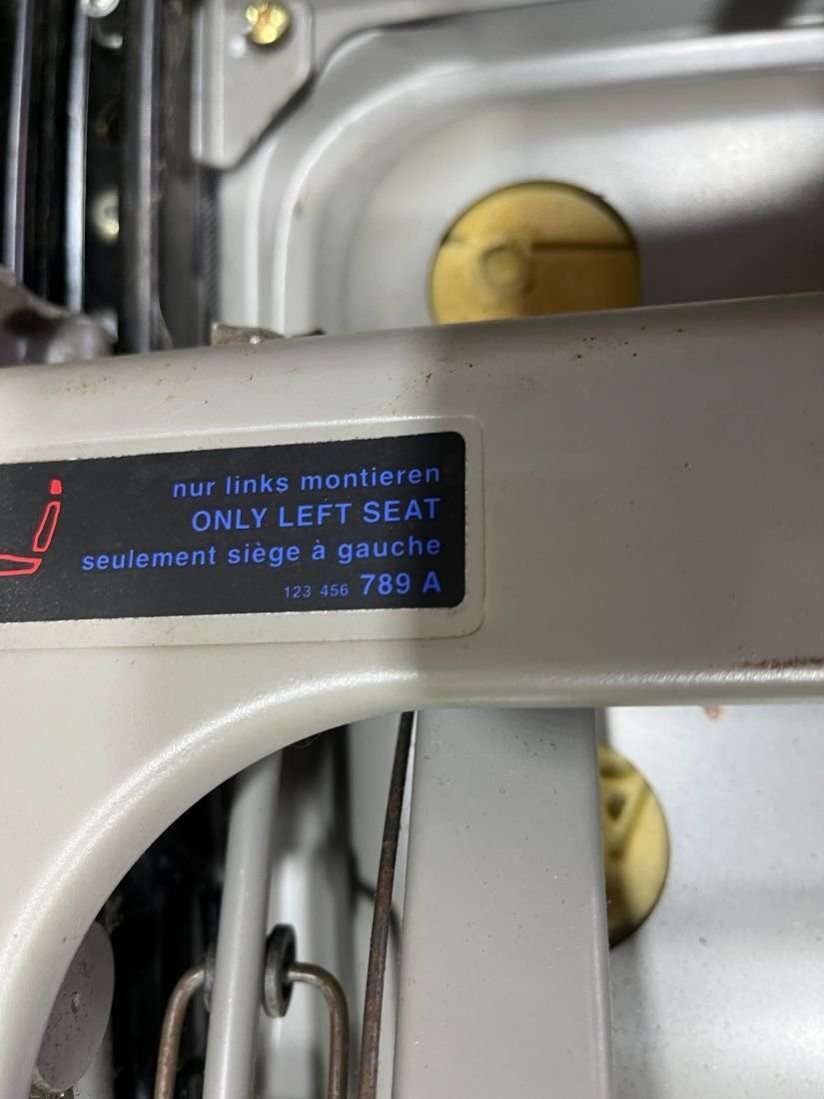 nur links montieren
ONLY LEFT SEAT
seulement siège à gauche
123 456 789 A